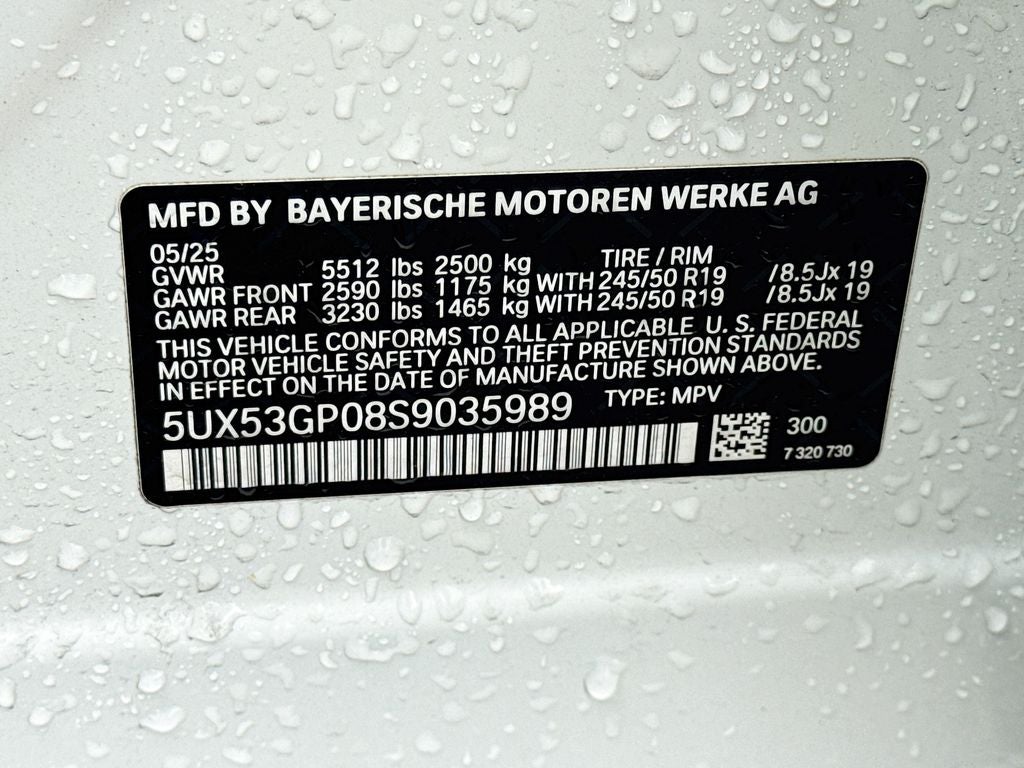 MFD BY BAYERISCHE MOTOREN WERKE AG
05/25 TIRE / RIM
GVWR 5512 lbs 2500 kg
GAWR FRONT 2590 lbs 1175 kg WITH 245/50 R19 /8.5Jx 19
GAWR REAR 3230 lbs 1465 kg WITH 245/50 R19 /8.5Jx 19
THIS VEHICLE CONFORMS TO ALL APPLICABLE U. S. FEDERAL
MOTOR VEHICLE SAFETY AND THEFT PREVENTION STANDARDS
IN EFFECT ON THE DATE OF MANUFACTURE SHOWN ABOVE.
5UX53GP08S9035989 TYPE: MPV
300
7 320 730